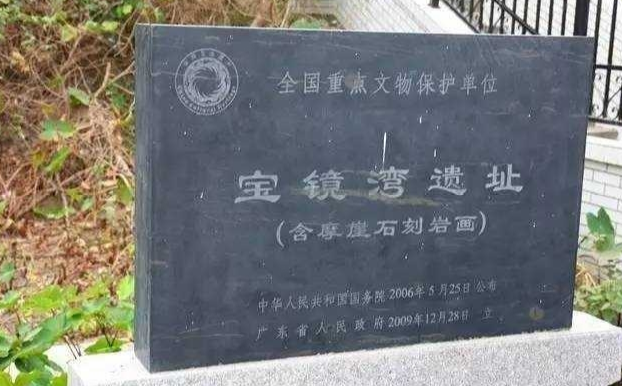 全国重点文物保护单位
宝镜湾遗址
(含摩崖石刻岩画)
中华人民共和国国务院 2006年5月25日 公布
广东省人民政府 2009年12月28日 立